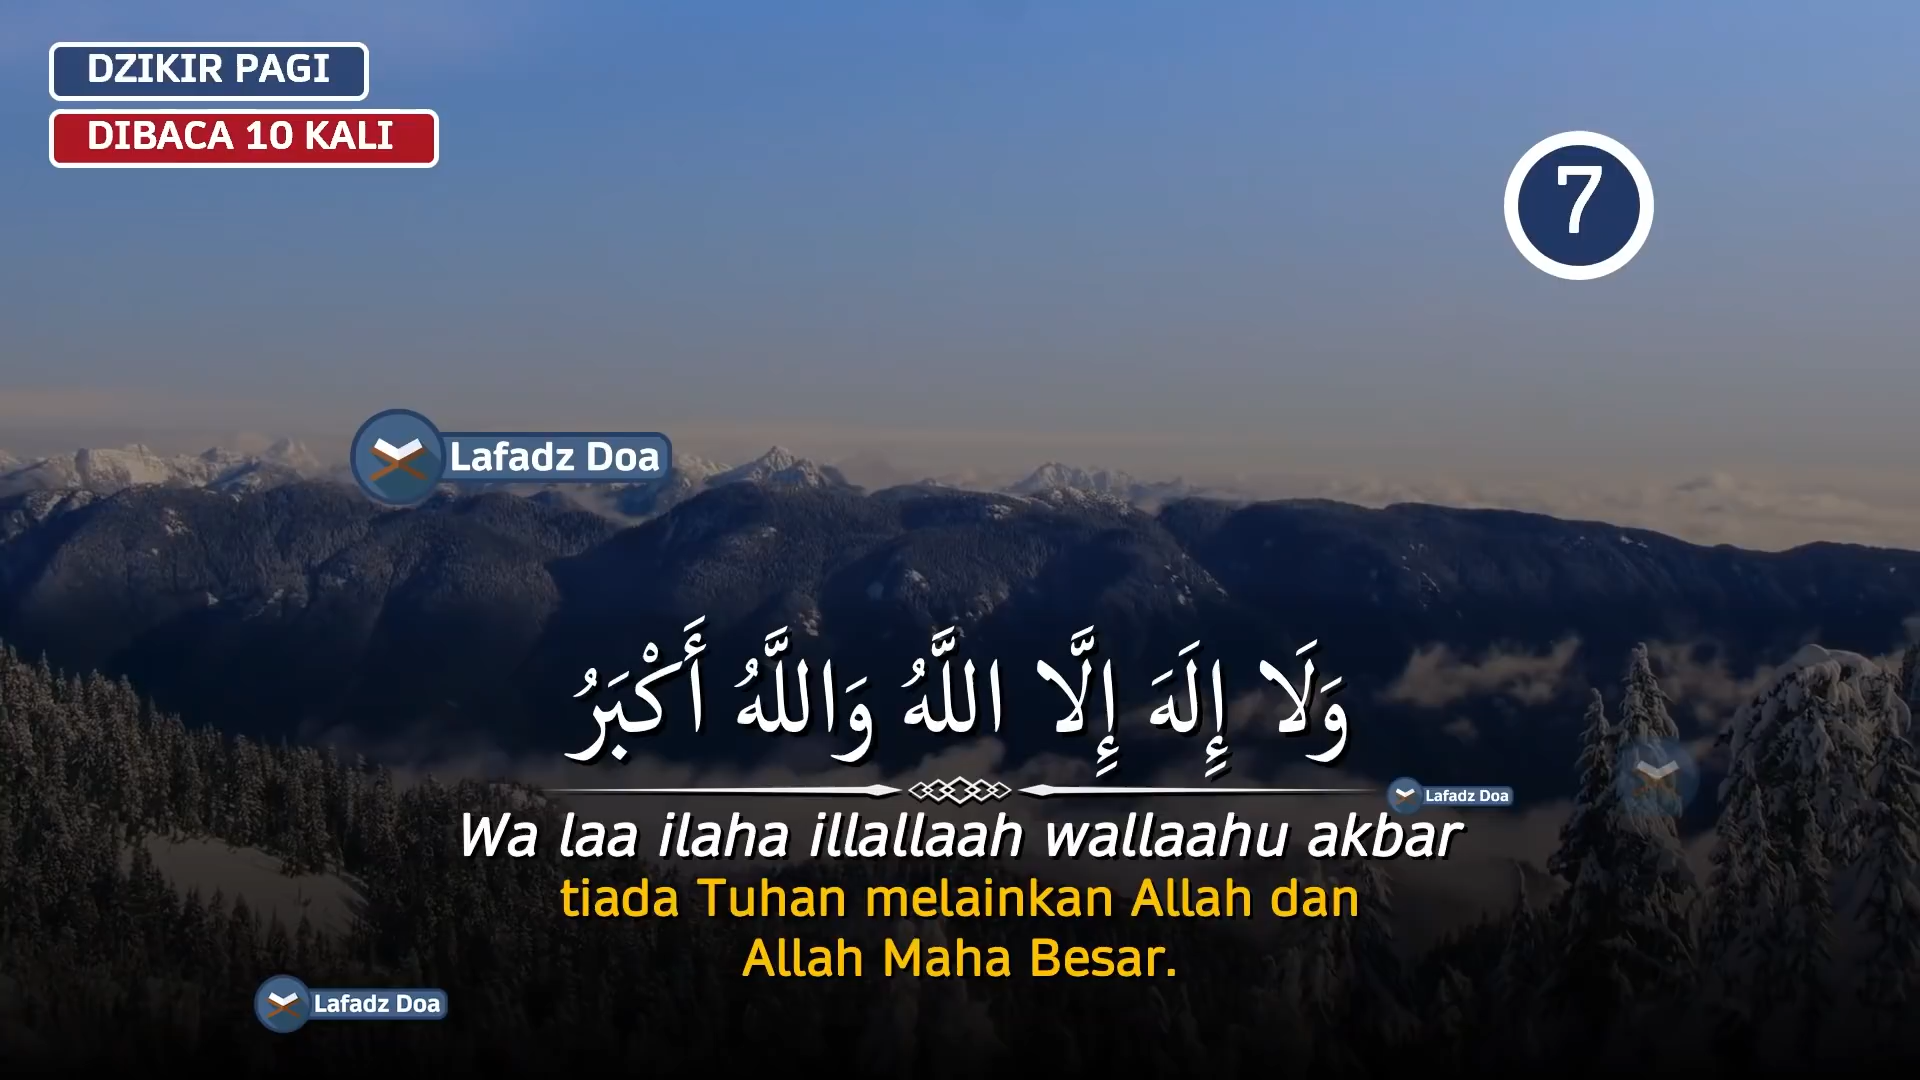 DZIKIR PAGI
DIBACA 10 KALI
7
Lafadz Doa
وَلَا إِلَهَ إِلَّا اللَّهُ وَاللَّهُ أَكْبَرُ
Lafadz Doa
Wa laa ilaha illallaah wallaahu akbar
tiada Tuhan melainkan Allah dan
Allah Maha Besar.
Lafadz Doa